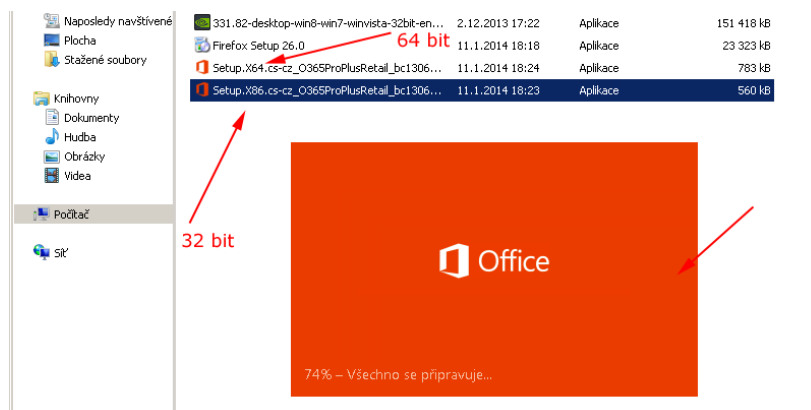 Naposledy navštívené
Plocha
Stažené soubory
Knihovny
Dokumenty
Hudba
Obrázky
Videa
Počítač
Síť
331.82-desktop-win8-win7-winvista-32bit-en... 2.12.2013 17:22 Aplikace 151 418 kB
Firefox Setup 26.0 11.1.2014 18:18 Aplikace 23 323 kB
64 bit
Setup.X64.cs-cz_O365ProPlusRetail_bc1306... 11.1.2014 18:24 Aplikace 783 kB
Setup.X86.cs-cz_O365ProPlusRetail_bc1306... 11.1.2014 18:23 Aplikace 560 kB
32 bit
Office
74% – Všechno se připravuje...